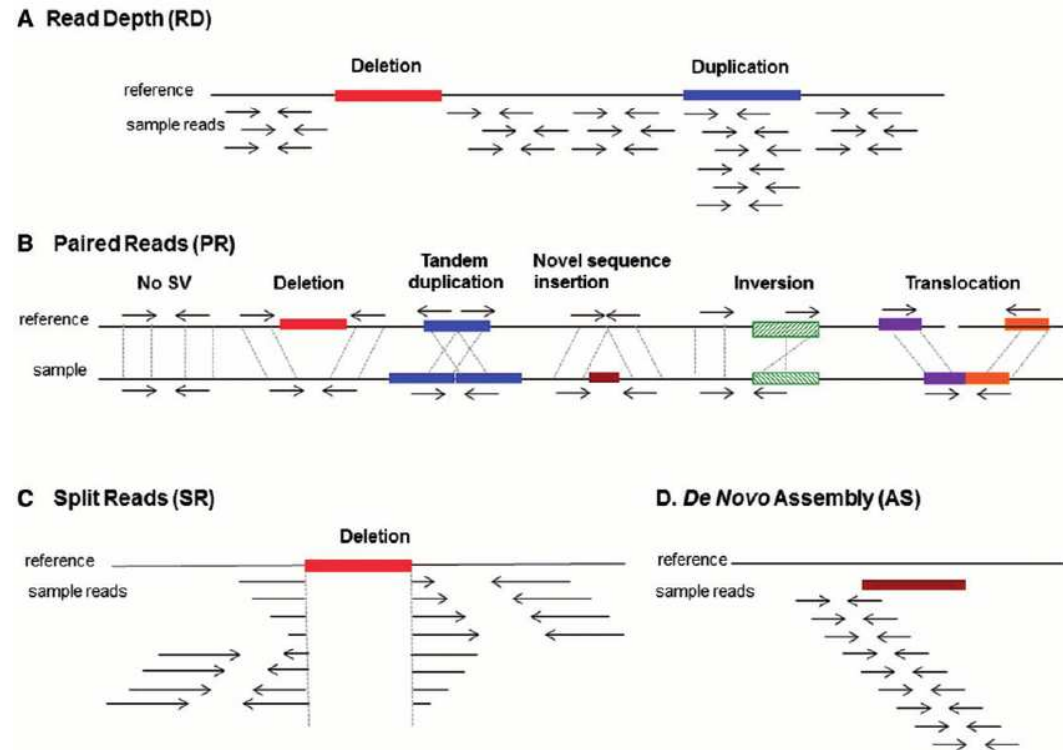 A Read Depth (RD)
Deletion
Duplication
reference
sample reads
B Paired Reads (PR)
No SV
Deletion
Tandem
duplication
Novel sequence
insertion
Inversion
Translocation
reference
sample
C Split Reads (SR)
Deletion
reference
sample reads
D. De Novo Assembly (AS)
reference
sample reads